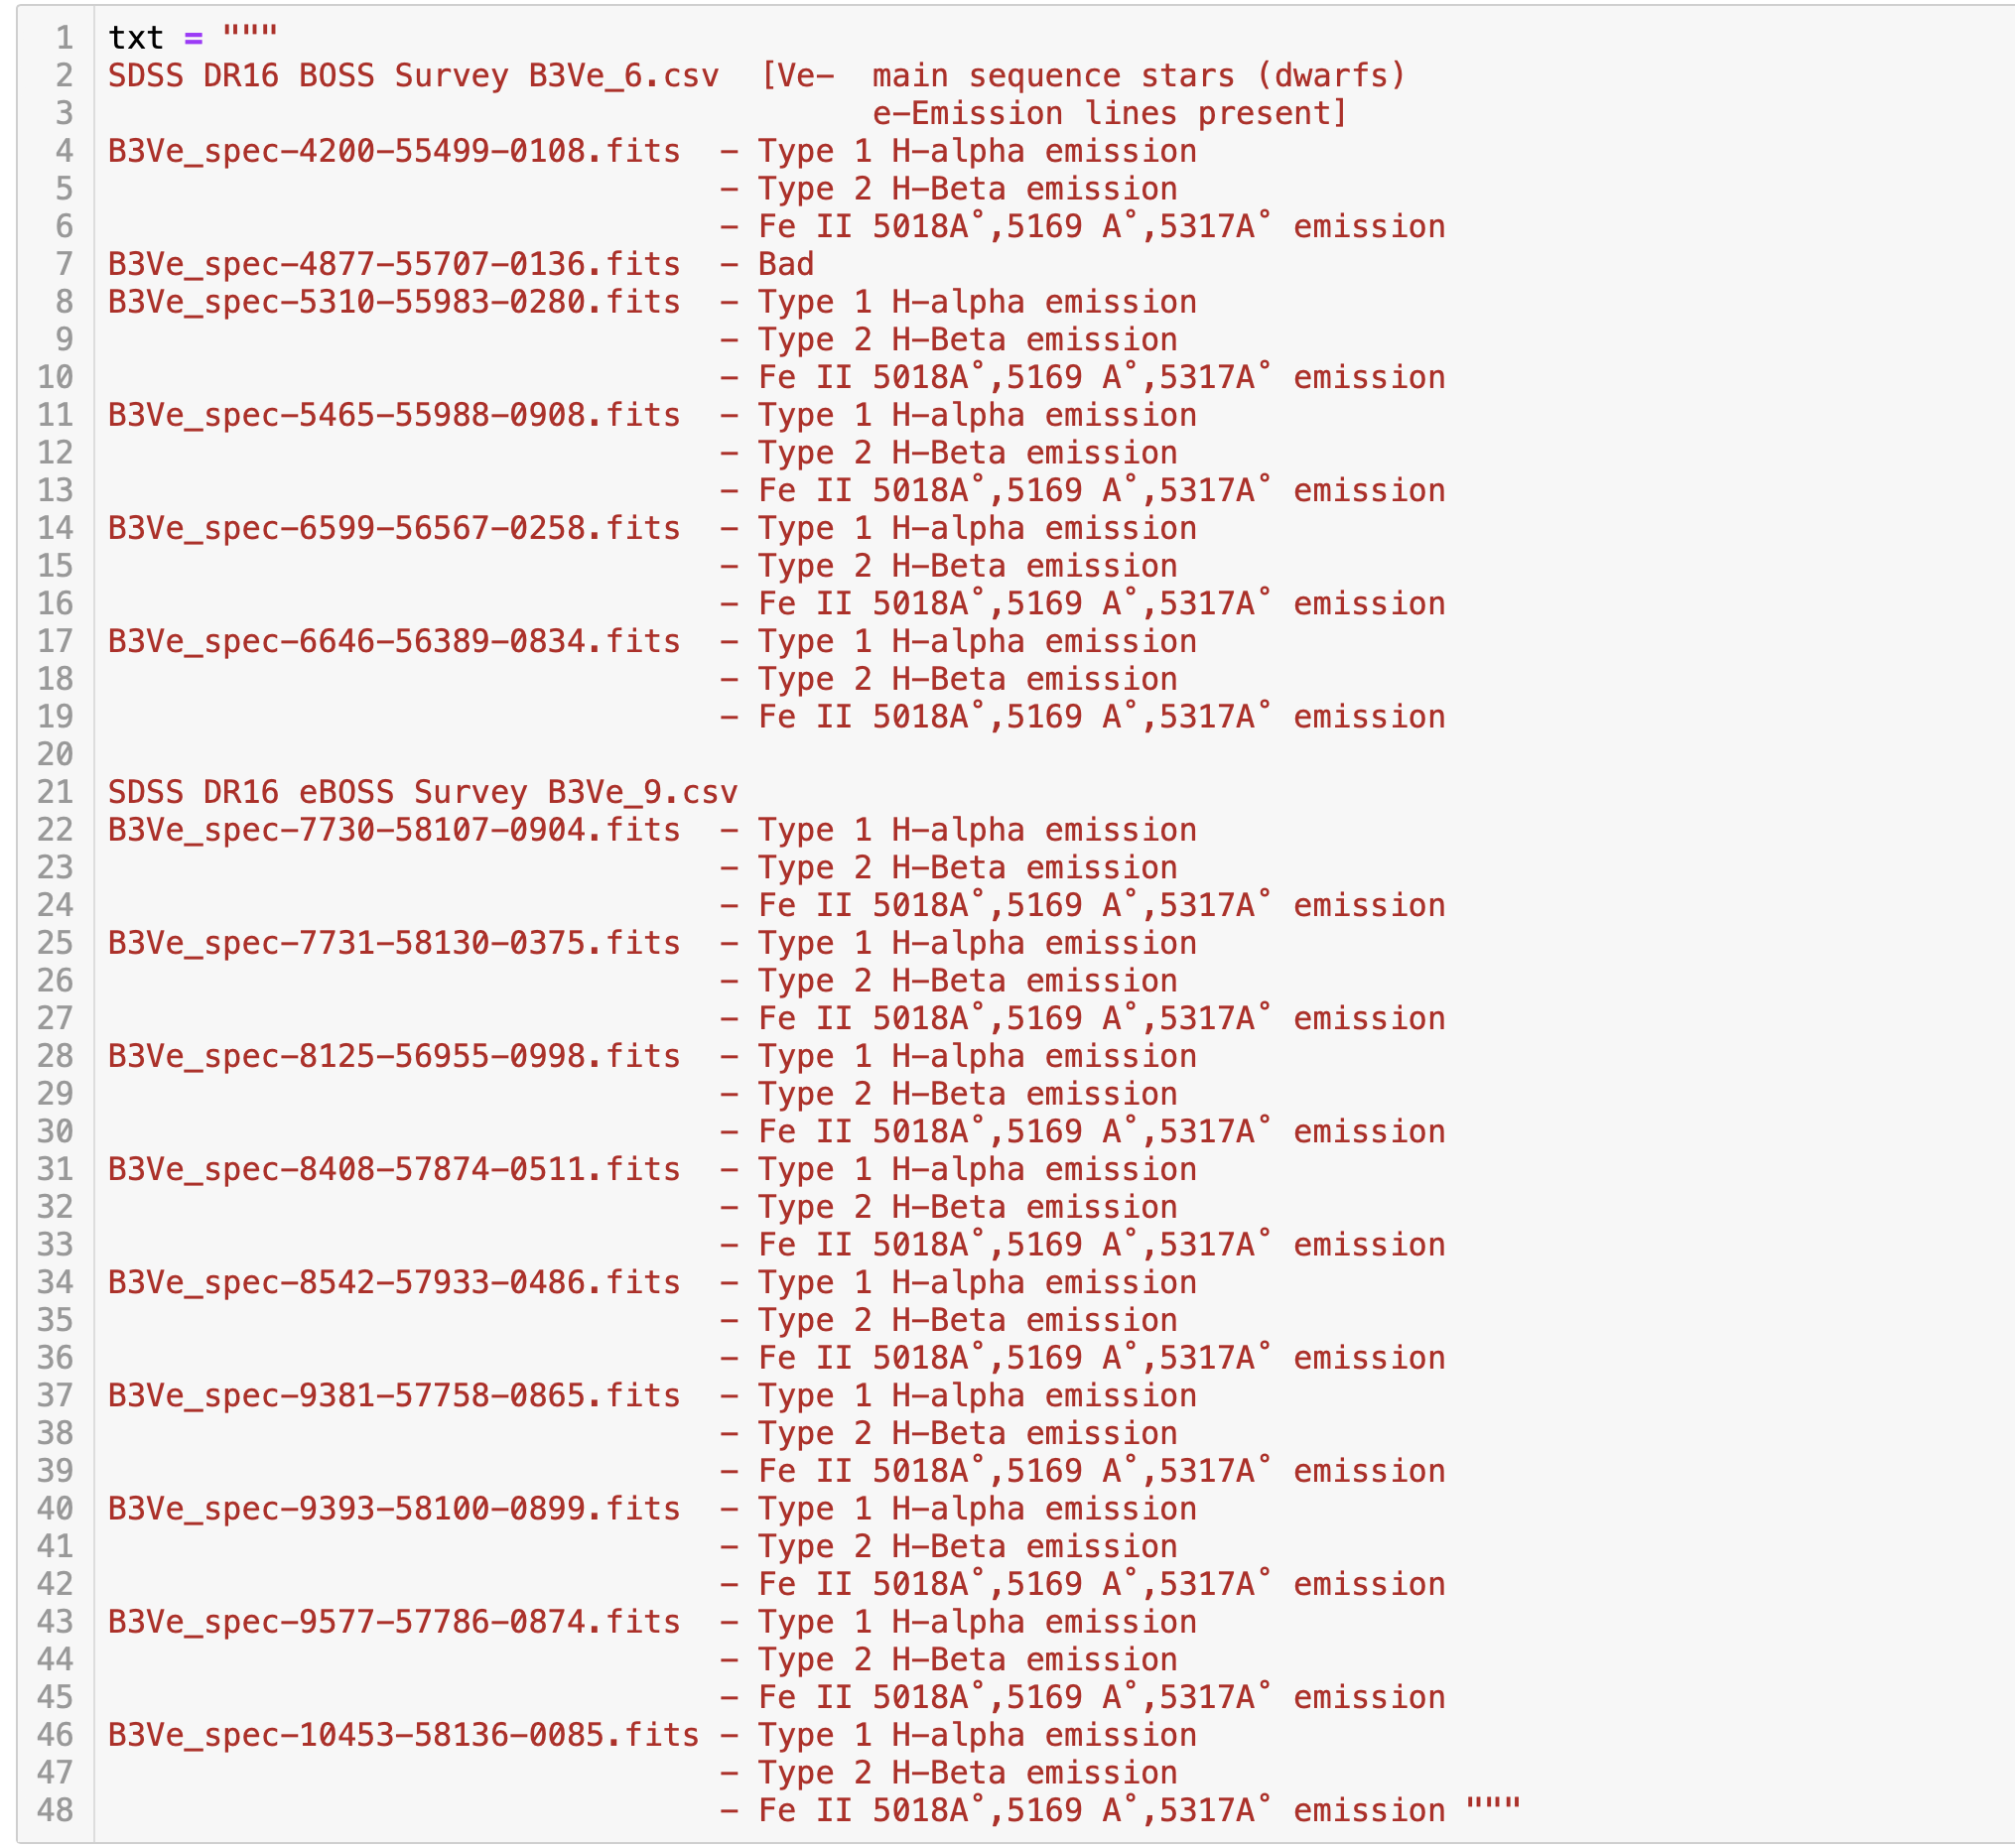 1 txt = """
2 SDSS DR16 BOSS Survey B3Ve_6.csv  [Ve-  main sequence stars (dwarfs)
3                                         e-Emission lines present]
4 B3Ve_spec-4200-55499-0108.fits  - Type 1 H-alpha emission
5                                 - Type 2 H-Beta emission
6                                 - Fe II 5018A˚,5169 A˚,5317A˚ emission
7 B3Ve_spec-4877-55707-0136.fits  - Bad
8 B3Ve_spec-5310-55983-0280.fits  - Type 1 H-alpha emission
9                                 - Type 2 H-Beta emission
10                                 - Fe II 5018A˚,5169 A˚,5317A˚ emission
11 B3Ve_spec-5465-55988-0908.fits  - Type 1 H-alpha emission
12                                 - Type 2 H-Beta emission
13                                 - Fe II 5018A˚,5169 A˚,5317A˚ emission
14 B3Ve_spec-6599-56567-0258.fits  - Type 1 H-alpha emission
15                                 - Type 2 H-Beta emission
16                                 - Fe II 5018A˚,5169 A˚,5317A˚ emission
17 B3Ve_spec-6646-56389-0834.fits  - Type 1 H-alpha emission
18                                 - Type 2 H-Beta emission
19                                 - Fe II 5018A˚,5169 A˚,5317A˚ emission
20
21 SDSS DR16 eBOSS Survey B3Ve_9.csv
22 B3Ve_spec-7730-58107-0904.fits  - Type 1 H-alpha emission
23                                 - Type 2 H-Beta emission
24                                 - Fe II 5018A˚,5169 A˚,5317A˚ emission
25 B3Ve_spec-7731-58130-0375.fits  - Type 1 H-alpha emission
26                                 - Type 2 H-Beta emission
27                                 - Fe II 5018A˚,5169 A˚,5317A˚ emission
28 B3Ve_spec-8125-56955-0998.fits  - Type 1 H-alpha emission
29                                 - Type 2 H-Beta emission
30                                 - Fe II 5018A˚,5169 A˚,5317A˚ emission
31 B3Ve_spec-8408-57874-0511.fits  - Type 1 H-alpha emission
32                                 - Type 2 H-Beta emission
33                                 - Fe II 5018A˚,5169 A˚,5317A˚ emission
34 B3Ve_spec-8542-57933-0486.fits  - Type 1 H-alpha emission
35                                 - Type 2 H-Beta emission
36                                 - Fe II 5018A˚,5169 A˚,5317A˚ emission
37 B3Ve_spec-9381-57758-0865.fits  - Type 1 H-alpha emission
38                                 - Type 2 H-Beta emission
39                                 - Fe II 5018A˚,5169 A˚,5317A˚ emission
40 B3Ve_spec-9393-58100-0899.fits  - Type 1 H-alpha emission
41                                 - Type 2 H-Beta emission
42                                 - Fe II 5018A˚,5169 A˚,5317A˚ emission
43 B3Ve_spec-9577-57786-0874.fits  - Type 1 H-alpha emission
44                                 - Type 2 H-Beta emission
45                                 - Fe II 5018A˚,5169 A˚,5317A˚ emission
46 B3Ve_spec-10453-58136-0085.fits - Type 1 H-alpha emission
47                                 - Type 2 H-Beta emission
48                                 - Fe II 5018A˚,5169 A˚,5317A˚ emission """